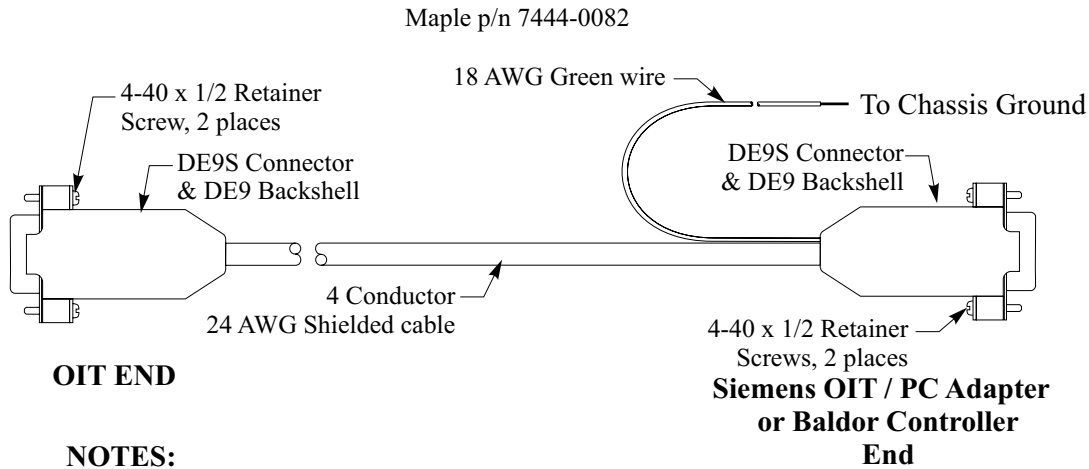 Maple p/n 7444-0082
18 AWG Green wire
To Chassis Ground
4-40 x 1/2 Retainer
Screw, 2 places
DE9S Connector
& DE9 Backshell
DE9S Connector
& DE9 Backshell
4 Conductor
24 AWG Shielded cable
4-40 x 1/2 Retainer
Screws, 2 places
OIT END
Siemens OIT / PC Adapter
or Baldor Controller
End
NOTES: